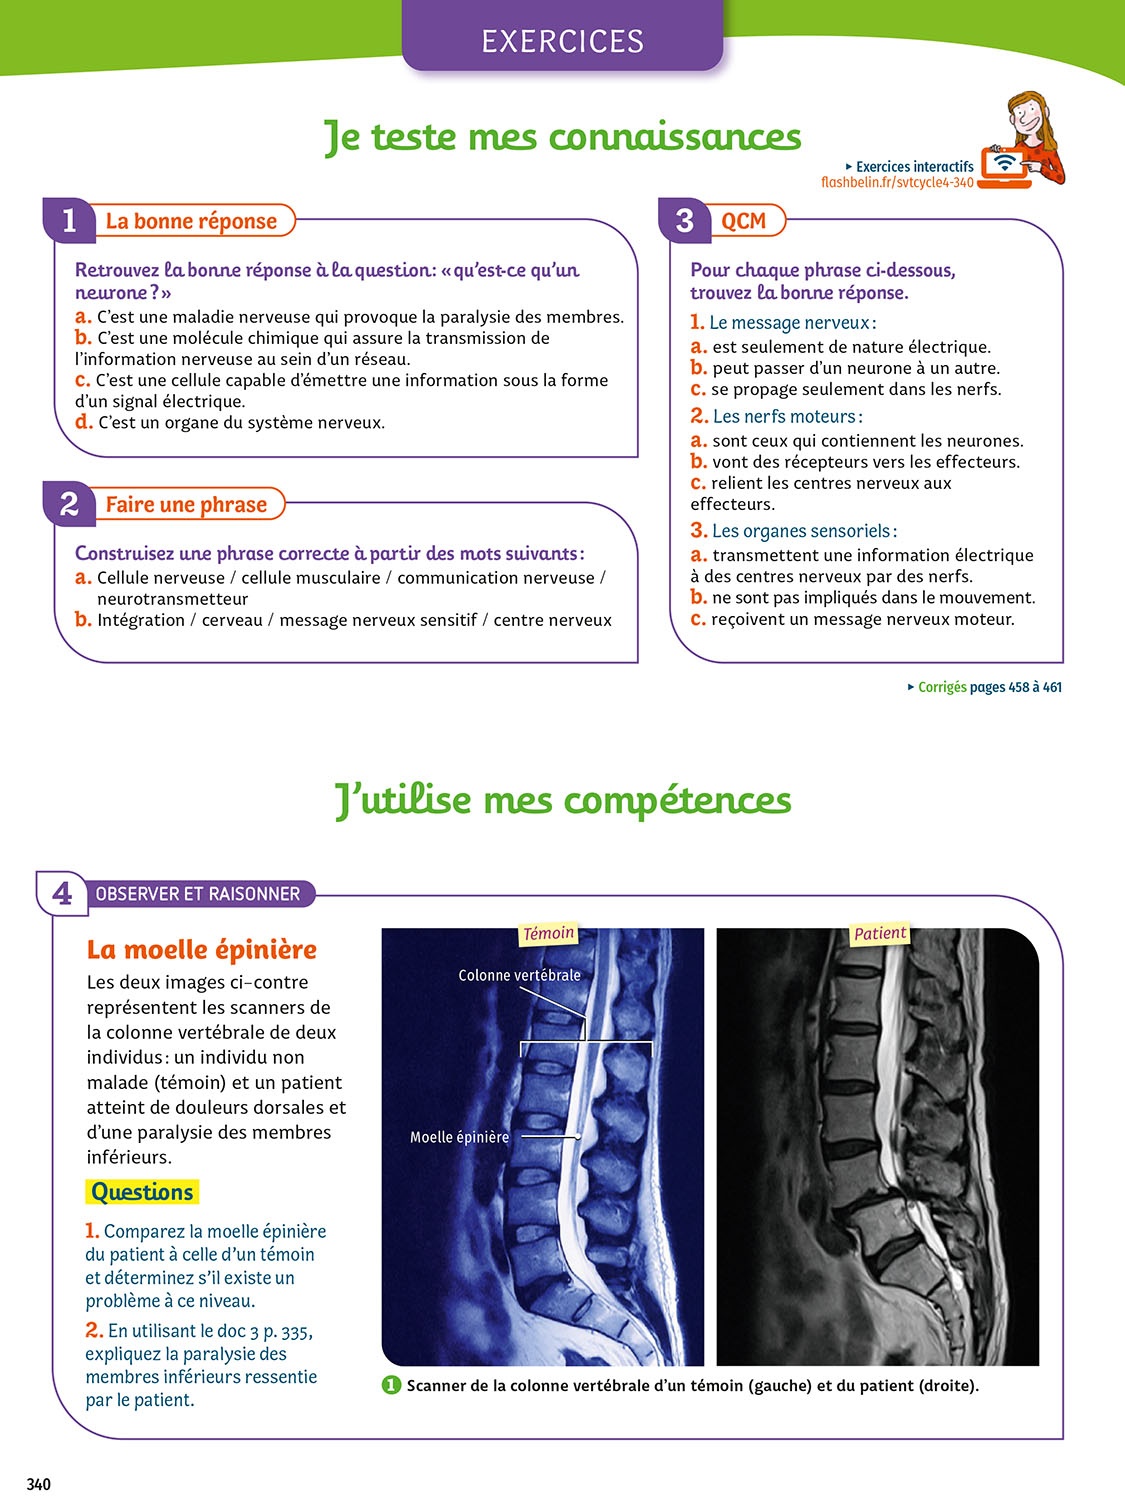 EXERCICES
Je teste mes connaissances
▸ Exercices interactifs
flashbelin.fr/svtcycle4-340
1 La bonne réponse
Retrouvez la bonne réponse à la question : « qu’est-ce qu’un
neurone ? »
a. C’est une maladie nerveuse qui provoque la paralysie des membres.
b. C’est une molécule chimique qui assure la transmission de
l’information nerveuse au sein d’un réseau.
c. C’est une cellule capable d’émettre une information sous la forme
d’un signal électrique.
d. C’est un organe du système nerveux.
2 Faire une phrase
Construisez une phrase correcte à partir des mots suivants :
a. Cellule nerveuse / cellule musculaire / communication nerveuse /
neurotransmetteur
b. Intégration / cerveau / message nerveux sensitif / centre nerveux
3 QCM
Pour chaque phrase ci-dessous,
trouvez la bonne réponse.
1. Le message nerveux :
a. est seulement de nature électrique.
b. peut passer d’un neurone à un autre.
c. se propage seulement dans les nerfs.
2. Les nerfs moteurs :
a. sont ceux qui contiennent les neurones.
b. vont des récepteurs vers les effecteurs.
c. relient les centres nerveux aux
effecteurs.
3. Les organes sensoriels :
a. transmettent une information électrique
à des centres nerveux par des nerfs.
b. ne sont pas impliqués dans le mouvement.
c. reçoivent un message nerveux moteur.
▸ Corrigés pages 458 à 461
J’utilise mes compétences
4 OBSERVER ET RAISONNER
La moelle épinière
Les deux images ci-contre
représentent les scanners de
la colonne vertébrale de deux
individus : un individu non
malade (témoin) et un patient
atteint de douleurs dorsales et
d’une paralysie des membres
inférieurs.
Questions
1. Comparez la moelle épinière
du patient à celle d’un témoin
et déterminez s’il existe un
problème à ce niveau.
2. En utilisant le doc 3 p. 335,
expliquez la paralysie des
membres inférieurs ressentie
par le patient.
Témoin
Colonne vertébrale
Moelle épinière
Patient
1 Scanner de la colonne vertébrale d’un témoin (gauche) et du patient (droite).
340